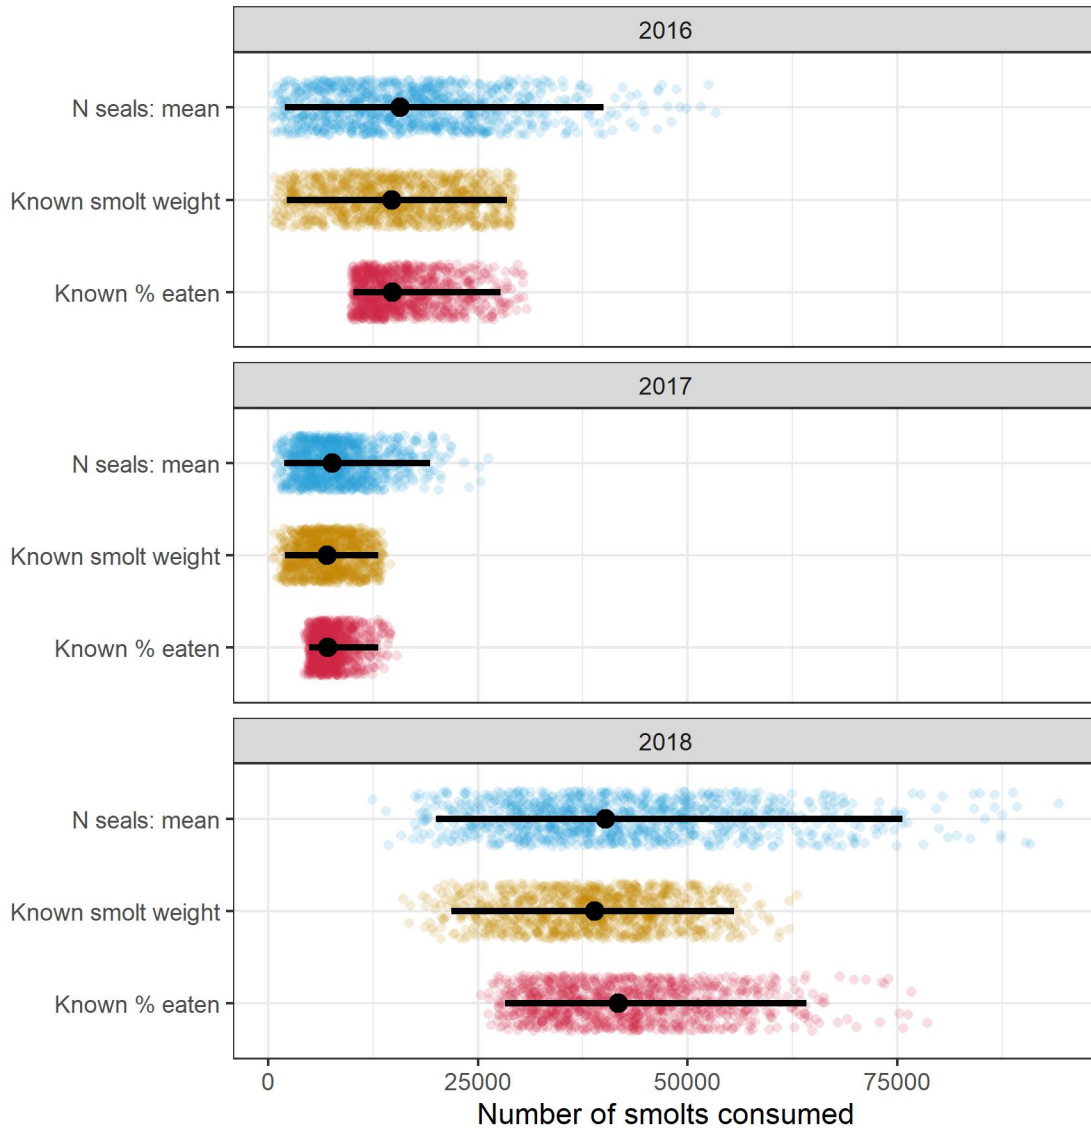 2016
N seals: mean
Known smolt weight
Known % eaten
2017
N seals: mean
Known smolt weight
Known % eaten
2018
N seals: mean
Known smolt weight
Known % eaten
0 25000 50000 75000
Number of smolts consumed